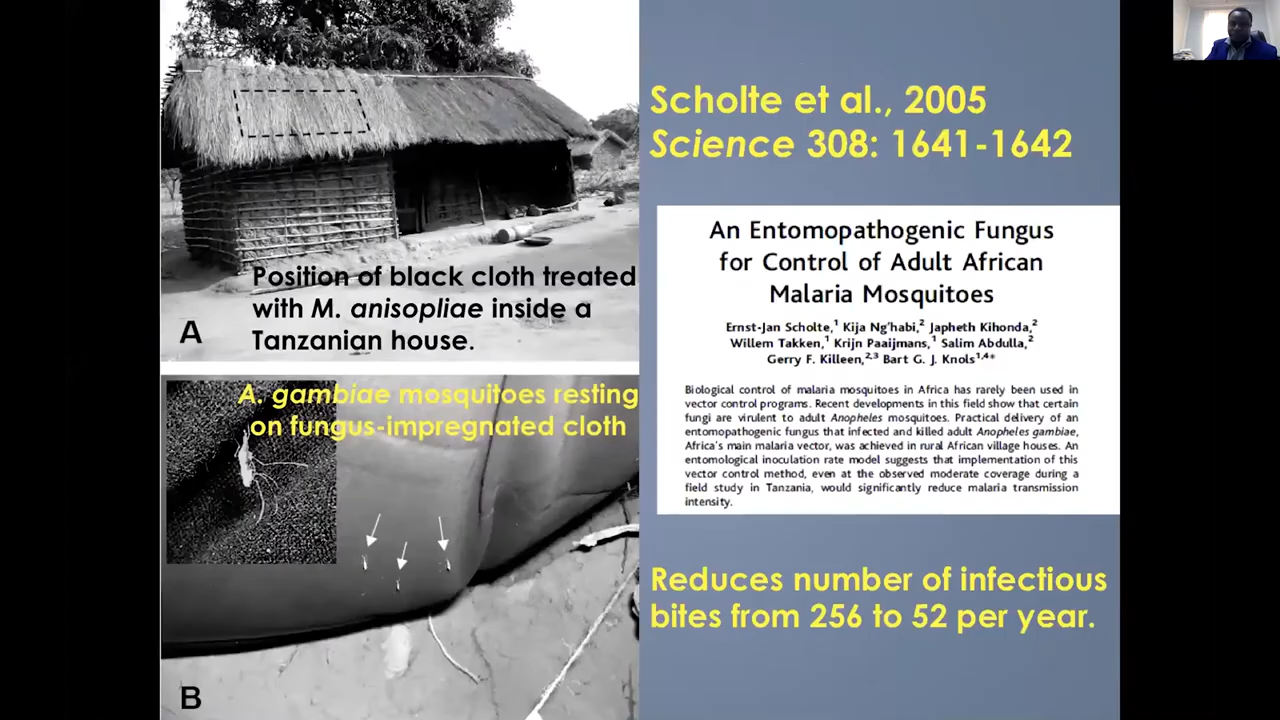 Position of black cloth treated
with M. anisopliae inside a
Tanzanian house.
A
A. gambiae mosquitoes resting
on fungus-impregnated cloth
B
Scholte et al., 2005
Science 308: 1641-1642
An Entomopathogenic Fungus
for Control of Adult African
Malaria Mosquitoes
Ernst-Jan Scholte,¹ Kija Ng'habi,² Japheth Kihonda,²
Willem Takken,¹ Krijn Paaijmans,¹ Salim Abdulla,²
Gerry F. Killeen,²,³ Bart G. J. Knols¹,⁴*
Biological control of malaria mosquitoes in Africa has rarely been used in
vector control programs. Recent developments in this field show that certain
fungi are virulent to adult Anopheles mosquitoes. Practical delivery of an
entomopathogenic fungus that infected and killed adult Anopheles gambiae,
Africa's main malaria vector, was achieved in rural African village houses. An
entomological inoculation rate model suggests that implementation of this
vector control method, even at the observed moderate coverage during a
field study in Tanzania, would significantly reduce malaria transmission
intensity.
Reduces number of infectious
bites from 256 to 52 per year.